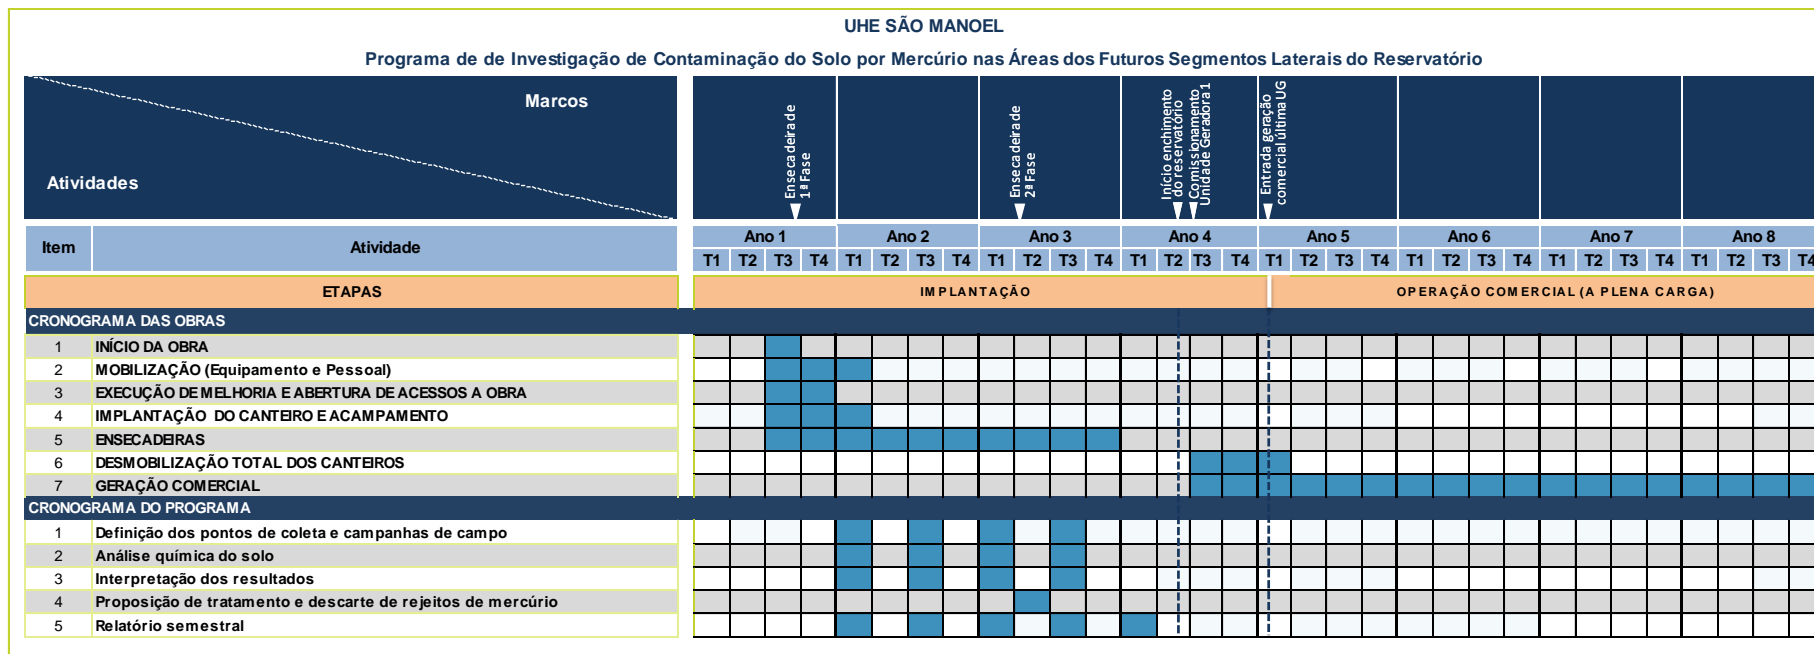 UHE SÃO MANOEL
Programa de de Investigação de Contaminação do Solo por Mercúrio nas Áreas dos Futuros Segmentos Laterais do Reservatório
Marcos
Atividades
Ensecadeira de
1ª Fase
Ensecadeira de
2ª Fase
Início enchimento
do reservatório
Comissionamento
Unidade Geradora 1
Entrada geração
comercial última UG
Item Atividade Ano 1 Ano 2 Ano 3 Ano 4 Ano 5 Ano 6 Ano 7 Ano 8
T1 T2 T3 T4 T1 T2 T3 T4 T1 T2 T3 T4 T1 T2 T3 T4 T1 T2 T3 T4 T1 T2 T3 T4 T1 T2 T3 T4 T1 T2 T3 T4
ETAPAS IMPLANTAÇÃO OPERAÇÃO COMERCIAL (A PLENA CARGA)
CRONOGRAMA DAS OBRAS
1 INÍCIO DA OBRA
2 MOBILIZAÇÃO (Equipamento e Pessoal)
3 EXECUÇÃO DE MELHORIA E ABERTURA DE ACESSOS A OBRA
4 IMPLANTAÇÃO DO CANTEIRO E ACAMPAMENTO
5 ENSECADEIRAS
6 DESMOBILIZAÇÃO TOTAL DOS CANTEIROS
7 GERAÇÃO COMERCIAL
CRONOGRAMA DO PROGRAMA
1 Definição dos pontos de coleta e campanhas de campo
2 Análise química do solo
3 Interpretação dos resultados
4 Proposição de tratamento e descarte de rejeitos de mercúrio
5 Relatório semestral